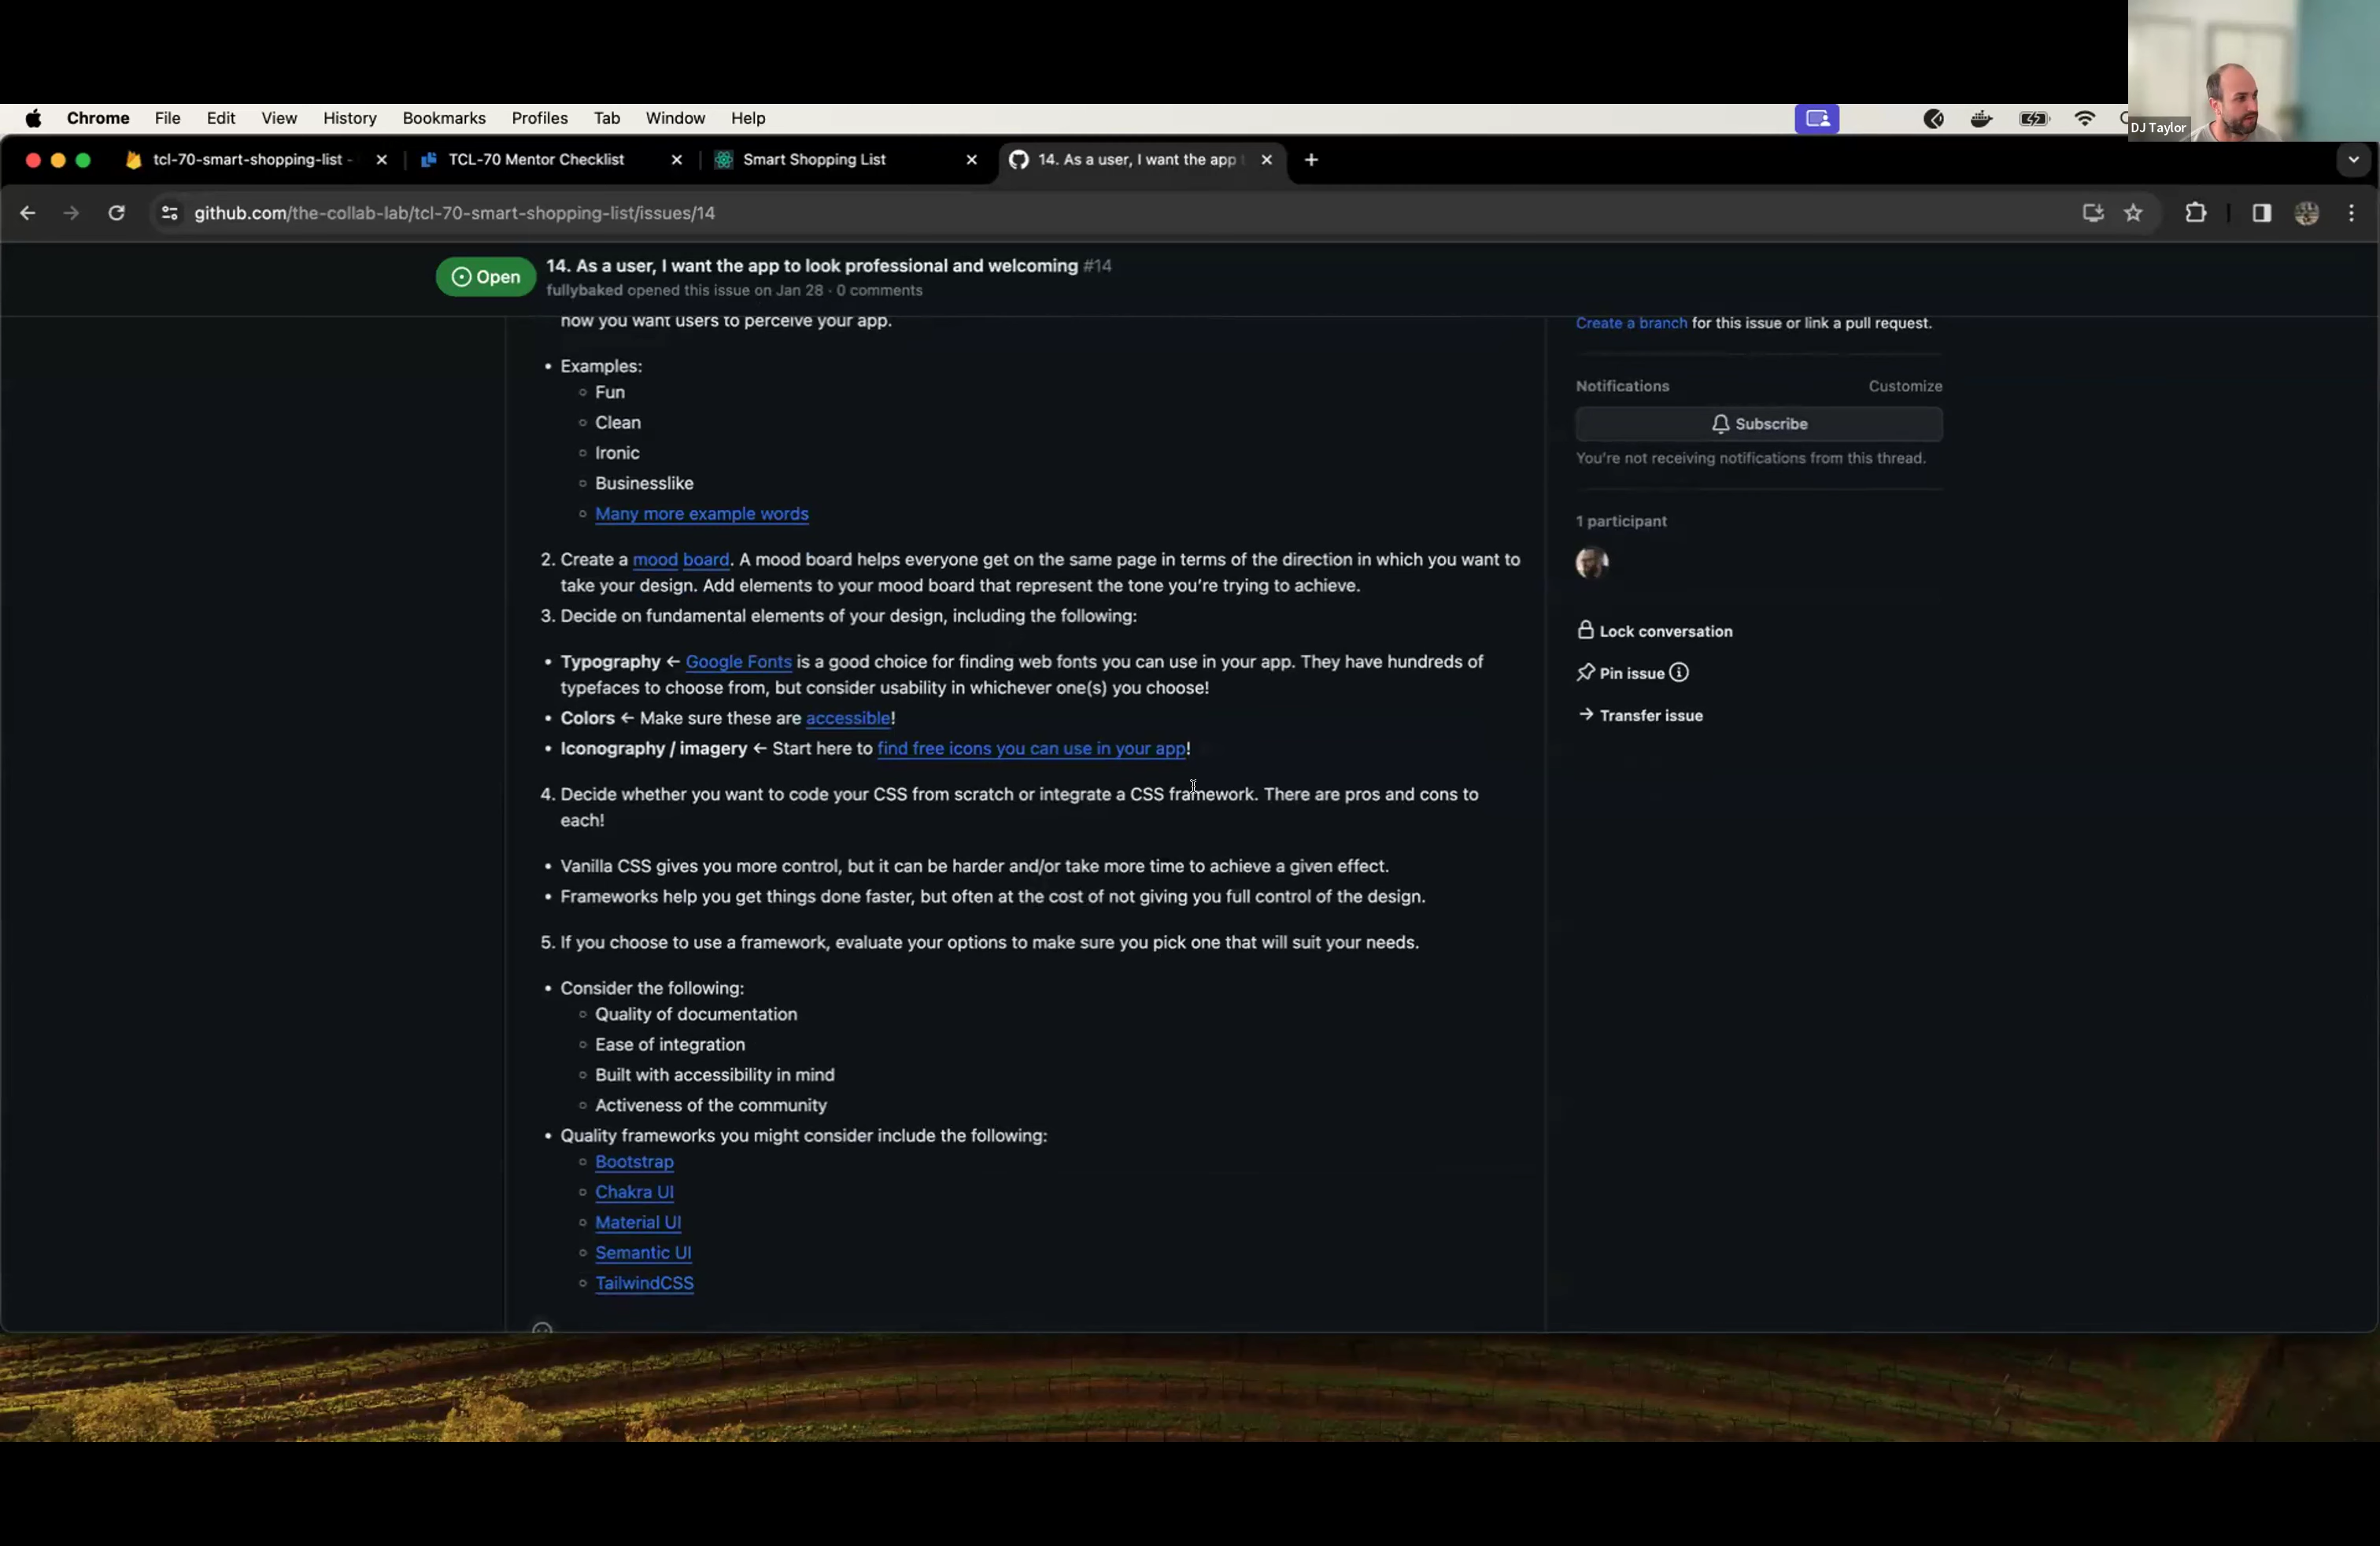 Chrome File Edit View History Bookmarks Profiles Tab Window Help
DJ Taylor
tcl-70-smart-shopping-list -
TCL-70 Mentor Checklist
Smart Shopping List
14. As a user, I want the app
github.com/the-collab-lab/tcl-70-smart-shopping-list/issues/14
Open
14. As a user, I want the app to look professional and welcoming #14
fullybaked opened this issue on Jan 28 · 0 comments
how you want users to perceive your app.
• Examples:
◦ Fun
◦ Clean
◦ Ironic
◦ Businesslike
◦ Many more example words
2. Create a mood board. A mood board helps everyone get on the same page in terms of the direction in which you want to
take your design. Add elements to your mood board that represent the tone you’re trying to achieve.
3. Decide on fundamental elements of your design, including the following:
• Typography ← Google Fonts is a good choice for finding web fonts you can use in your app. They have hundreds of
typefaces to choose from, but consider usability in whichever one(s) you choose!
• Colors ← Make sure these are accessible!
• Iconography / imagery ← Start here to find free icons you can use in your app!
4. Decide whether you want to code your CSS from scratch or integrate a CSS framework. There are pros and cons to
each!
• Vanilla CSS gives you more control, but it can be harder and/or take more time to achieve a given effect.
• Frameworks help you get things done faster, but often at the cost of not giving you full control of the design.
5. If you choose to use a framework, evaluate your options to make sure you pick one that will suit your needs.
• Consider the following:
◦ Quality of documentation
◦ Ease of integration
◦ Built with accessibility in mind
◦ Activeness of the community
• Quality frameworks you might consider include the following:
◦ Bootstrap
◦ Chakra UI
◦ Material UI
◦ Semantic UI
◦ TailwindCSS
Create a branch for this issue or link a pull request.
Notifications Customize
Subscribe
You’re not receiving notifications from this thread.
1 participant
Lock conversation
Pin issue
Transfer issue